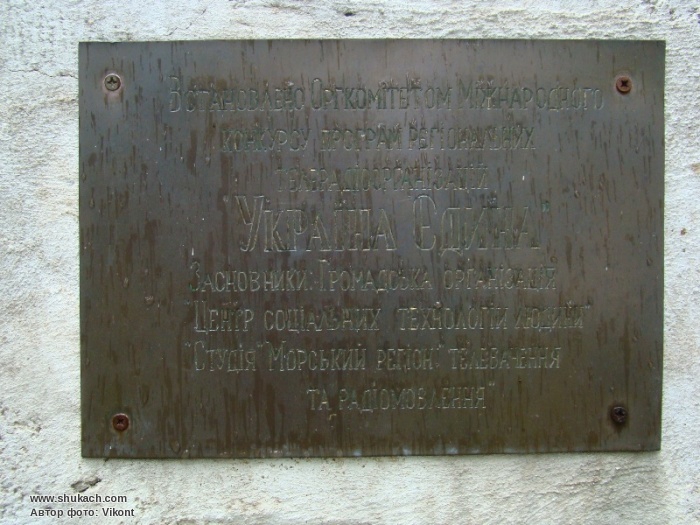 Встановлено Оргкомітетом Міжнародного
конкурсу програм регіональних
телерадіоорганізацій
"Україна Єдина"
Засновники: Громадська організація
"Центр соціальних технологій людини"
"Студія "Морський регіон" телебачення
та радіомовлення"
www.shukach.com
Автор фото: Vikont